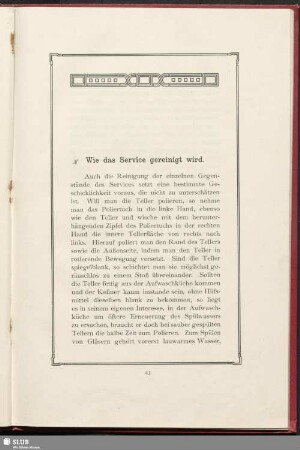 Wie das Service gereinigt wird.
Auch die Reinigung der einzelnen Gegen-
stände des Services setzt eine bestimmte Ge-
schicklichkeit voraus, die nicht zu unterschätzen
ist. Will man die Teller polieren, so nehme
man das Poliertuch in die linke Hand, ebenso
wie den Teller und wische mit dem herunter-
hängenden Zipfel des Poliertuchs in der rechten
Hand die innere Tellerfläche von rechts nach
links. Hierauf poliert man den Rand des Tellers
sowie die Außenseite, indem man den Teller in
rotierende Bewegung versetzt. Sind die Teller
spiegelblank, so schichtet man sie möglichst ge-
räuschlos zu einem Stoß übereinander. Sollten
die Teller fettig aus der Aufwaschküche kommen
und der Kellner kaum imstande sein, ohne Hilfs-
mittel dieselben blank zu bekommen, so liegt
es in seinem eigenen Interesse, in der Aufwasch-
küche um öftere Erneuerung des Spülwassers
zu ersuchen, braucht er doch bei sauber gespülten
Tellern die halbe Zeit zum Polieren. Zum Spülen
von Gläsern gehört vorerst lauwarmes Wasser,
SLUB
Wir führen Wissen.